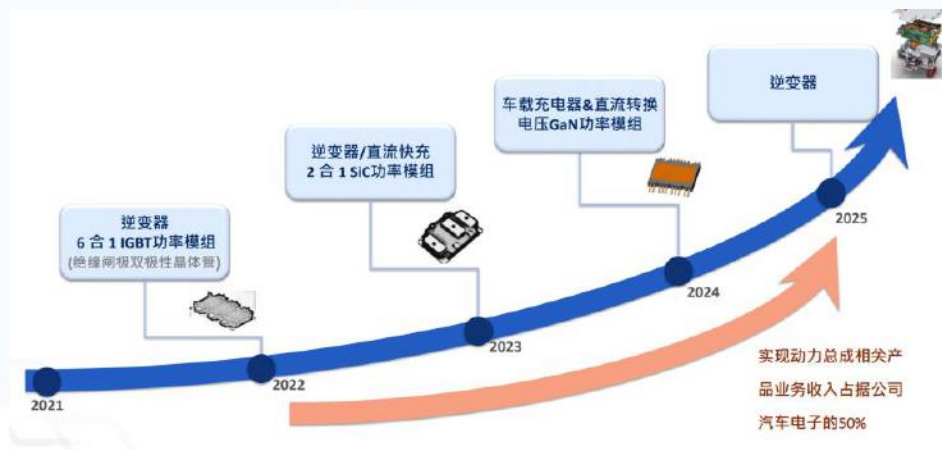 逆变器
车载充电器&直流转换
电压GaN功率模组
逆变器/直流快充
2 合 1 SiC功率模组
逆变器
6 合 1 IGBT功率模组
(绝缘闸极双极性晶体管)
2025
2024
2023
2022
2021
实现动力总成相关产
品业务收入占据公司
汽车电子的50%